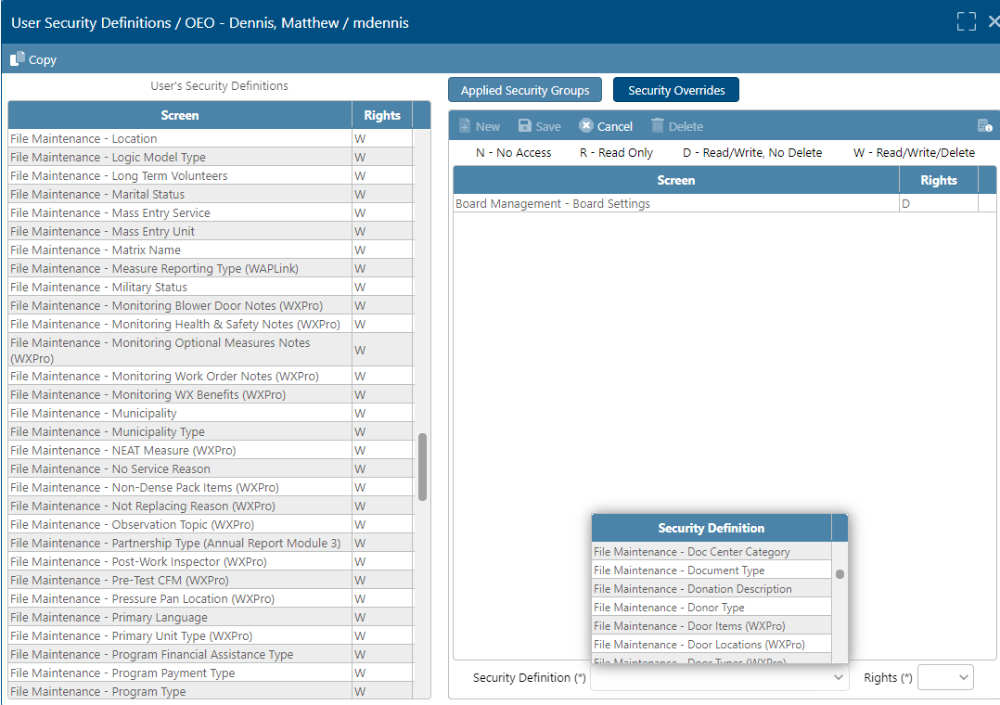 User Security Definitions / OEO - Dennis, Matthew / mdennis
Copy
User's Security Definitions
Screen Rights
File Maintenance - Location W
File Maintenance - Logic Model Type W
File Maintenance - Long Term Volunteers W
File Maintenance - Marital Status W
File Maintenance - Mass Entry Service W
File Maintenance - Mass Entry Unit W
File Maintenance - Matrix Name W
File Maintenance - Measure Reporting Type (WAPLink) W
File Maintenance - Military Status W
File Maintenance - Monitoring Blower Door Notes (WXPro) W
File Maintenance - Monitoring Health & Safety Notes (WXPro) W
File Maintenance - Monitoring Optional Measures Notes
(WXPro) W
File Maintenance - Monitoring Work Order Notes (WXPro) W
File Maintenance - Monitoring WX Benefits (WXPro) W
File Maintenance - Municipality W
File Maintenance - Municipality Type W
File Maintenance - NEAT Measure (WXPro) W
File Maintenance - No Service Reason W
File Maintenance - Non-Dense Pack Items (WXPro) W
File Maintenance - Not Replacing Reason (WXPro) W
File Maintenance - Observation Topic (WXPro) W
File Maintenance - Partnership Type (Annual Report Module 3) W
File Maintenance - Post-Work Inspector (WXPro) W
File Maintenance - Pre-Test CFM (WXPro) W
File Maintenance - Pressure Pan Location (WXPro) W
File Maintenance - Primary Language W
File Maintenance - Primary Unit Type (WXPro) W
File Maintenance - Program Financial Assistance Type W
File Maintenance - Program Payment Type W
File Maintenance - Program Type W
Applied Security Groups Security Overrides
New Save Cancel Delete
N - No Access R - Read Only D - Read/Write, No Delete W - Read/Write/Delete
Screen Rights
Board Management - Board Settings D
Security Definition
File Maintenance - Doc Center Category
File Maintenance - Document Type
File Maintenance - Donation Description
File Maintenance - Donor Type
File Maintenance - Door Items (WXPro)
File Maintenance - Door Locations (WXPro)
File Maintenance - Door Types (WXPro)
Security Definition (*) Rights (*)